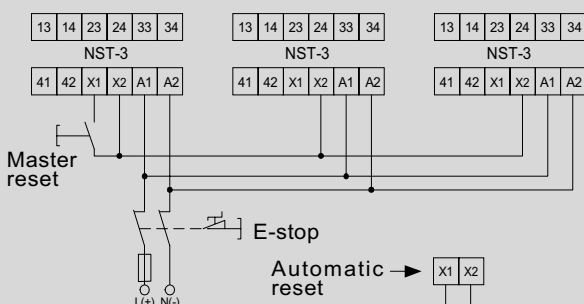 13 14 23 24 33 34 13 14 23 24 33 34 13 14 23 24 33 34
NST-3 NST-3 NST-3
41 42 X1 X2 A1 A2 41 42 X1 X2 A1 A2 41 42 X1 X2 A1 A2
Master
reset
E-stop
Automatic
reset
X1 X2
L(+) N(-)